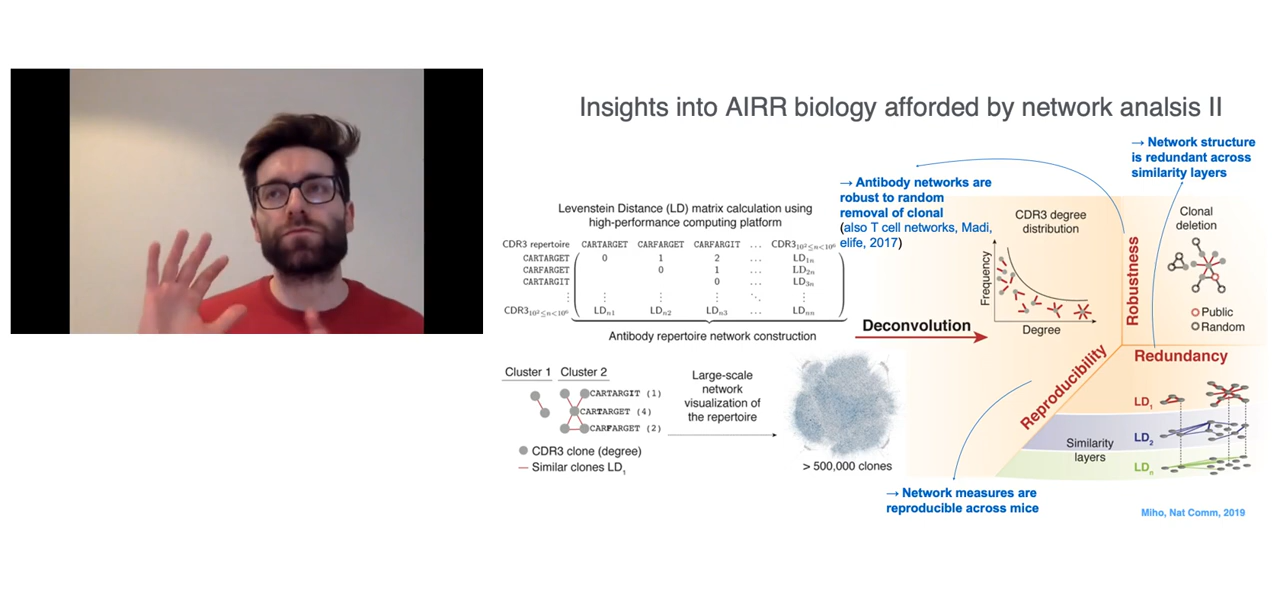 Insights into AIRR biology afforded by network analsis II
→ Network structure
is redundant across
similarity layers
→ Antibody networks are
robust to random
removal of clonal
(also T cell networks, Madi,
elife, 2017)
Levenstein Distance (LD) matrix calculation using
high-performance computing platform
CDR3 repertoire CARTARGET CARFARGET CARFARGIT ... CDR3₁₀²≤n<10⁶
CARTARGET 0 1 2 ... LD1n
CARFARGET 0 1 ... LD2n
CARTARGIT 0 ... LD3n
⋮ ⋮ ⋮ ⋮ ⋱ ⋮
CDR3₁₀²≤n<10⁶ LDn1 LDn2 LDn3 ... LDnn
Antibody repertoire network construction
Deconvolution
CDR3 degree
distribution
Frequency
Degree
Robustness
Clonal
deletion
Public
Random
Reproducibility
Redundancy
LD1
LD2
LDn
Similarity
layers
Cluster 1 Cluster 2
CARTARGIT (1)
CARTARGET (4)
CARFARGET (2)
CDR3 clone (degree)
Similar clones LD1
Large-scale
network
visualization of
the repertoire
> 500,000 clones
→ Network measures are
reproducible across mice
Miho, Nat Comm, 2019